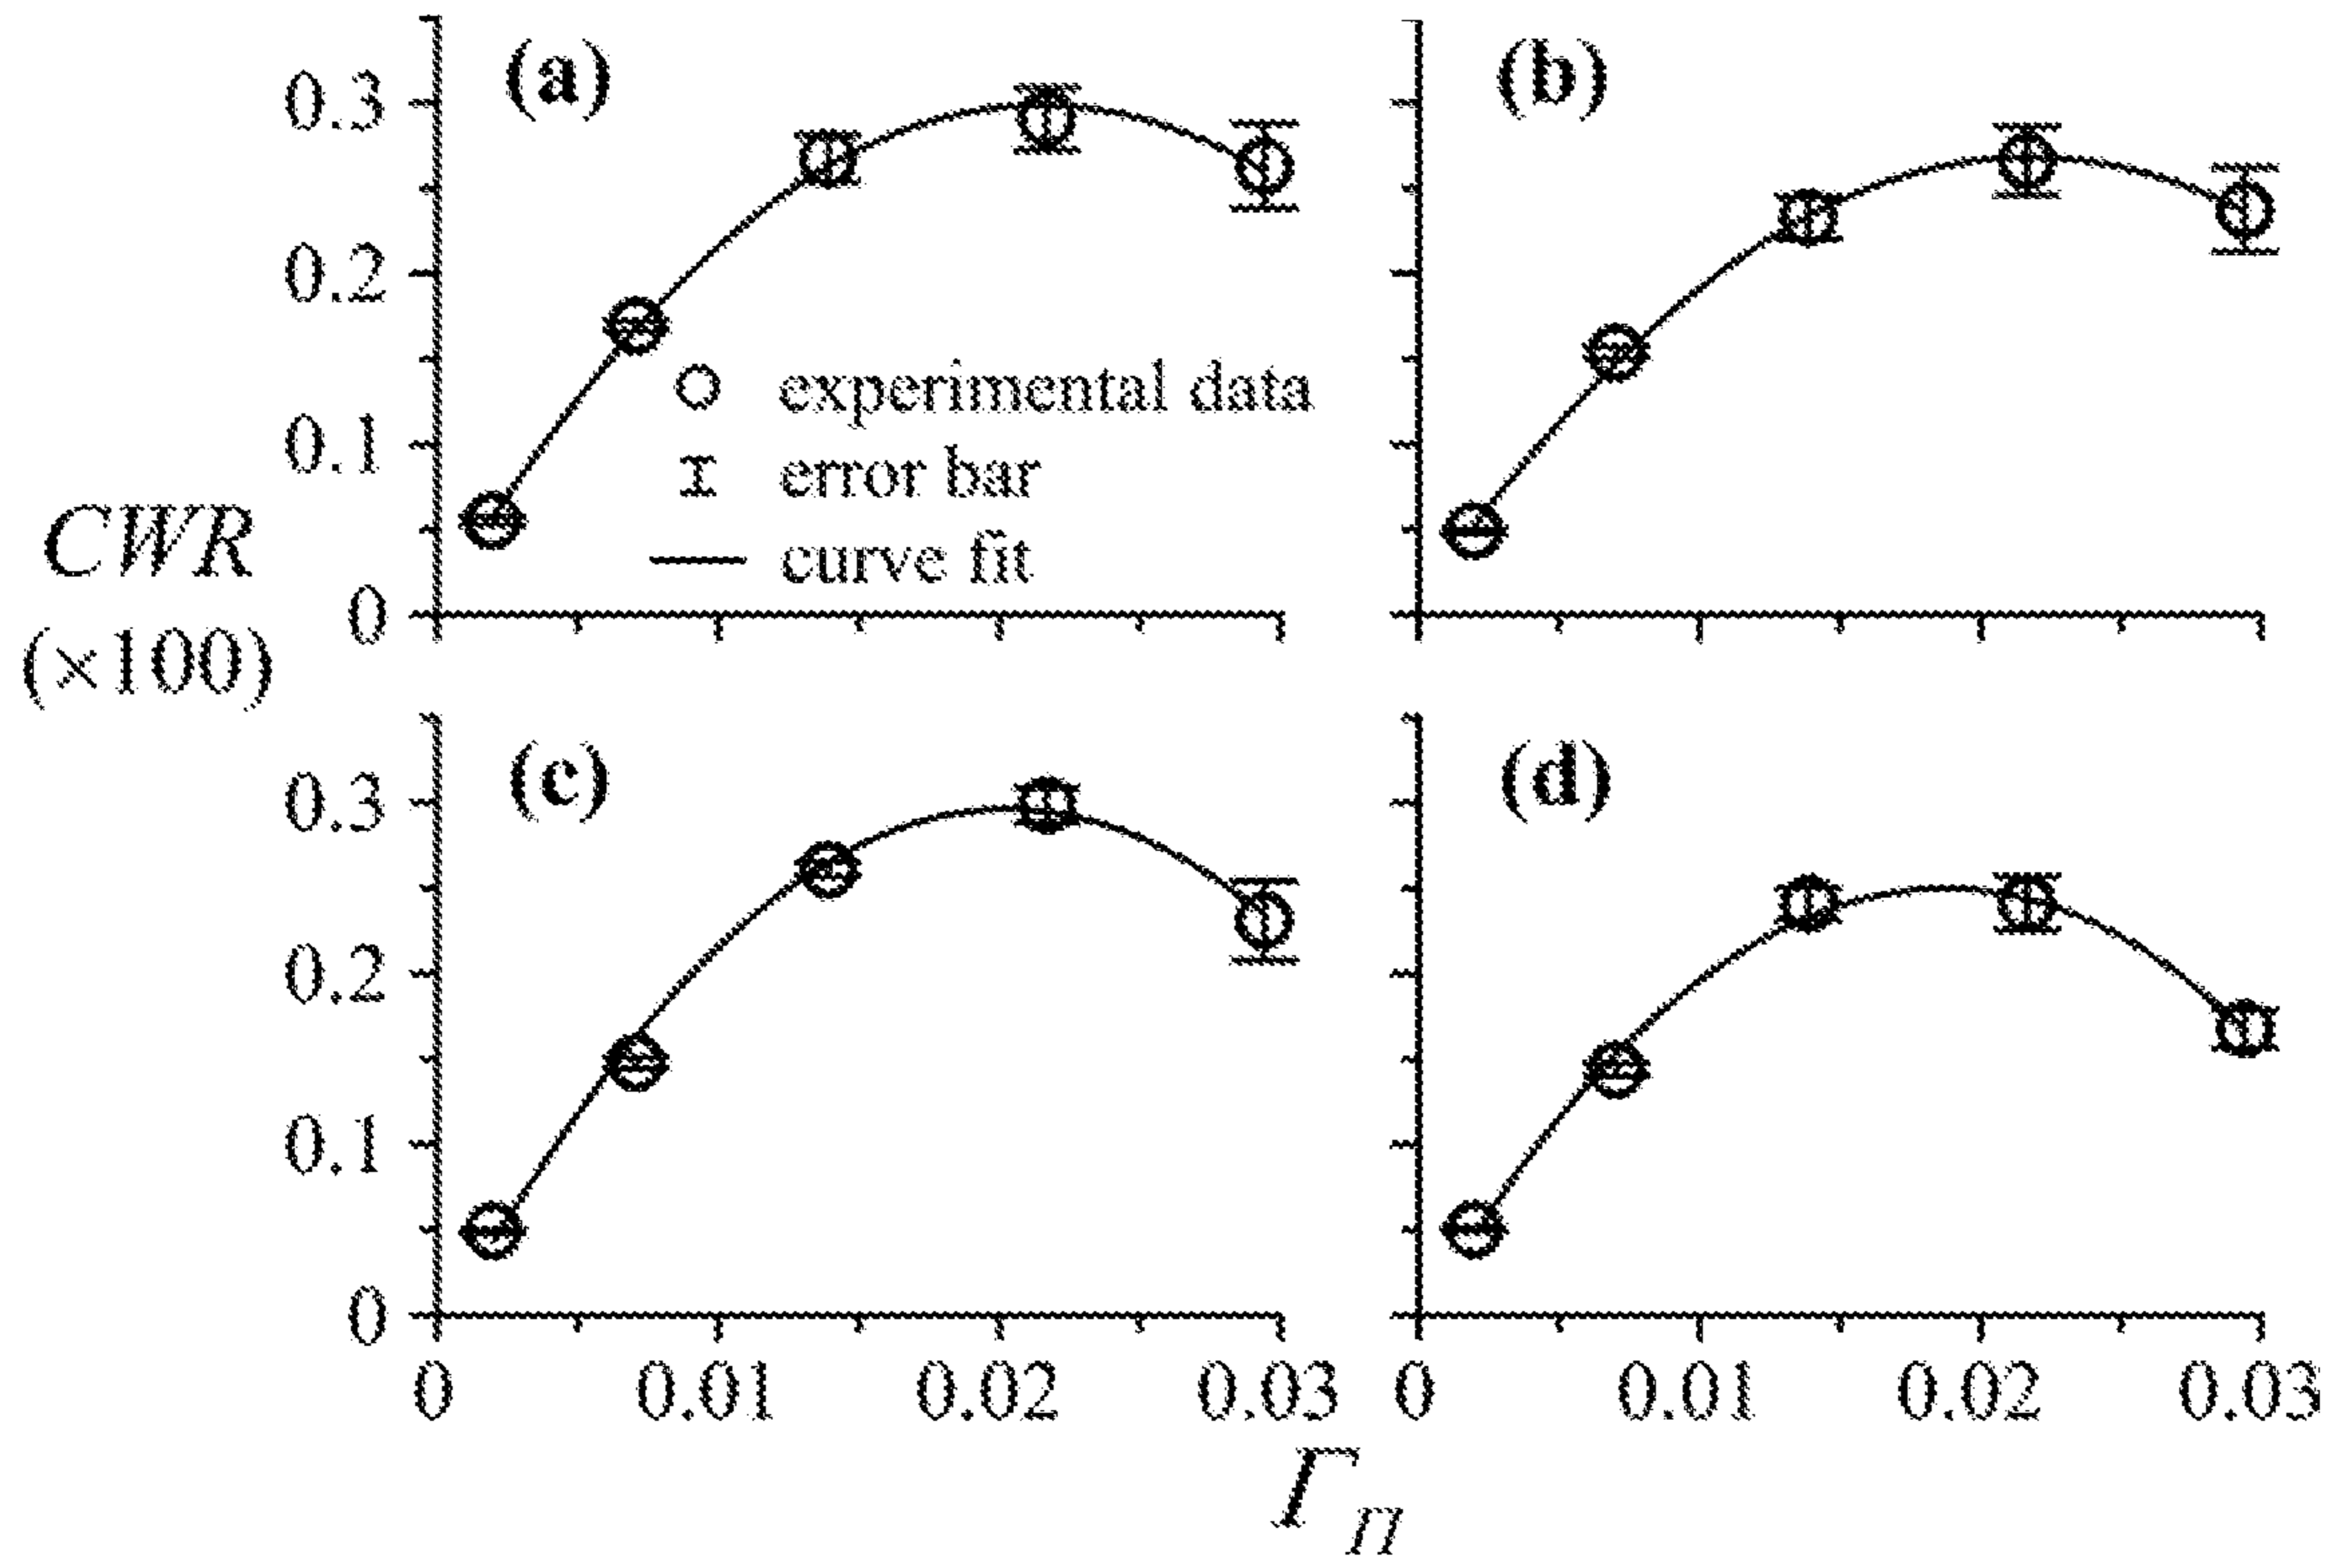 (a)
0.3
0.2
0.1
0
experimental data
error bar
curve fit
(b)
CWR
(×100)
(c)
0.3
0.2
0.1
0
0
0.01
0.02
0.03
(d)
0
0.01
0.02
0.03
Γ_Π